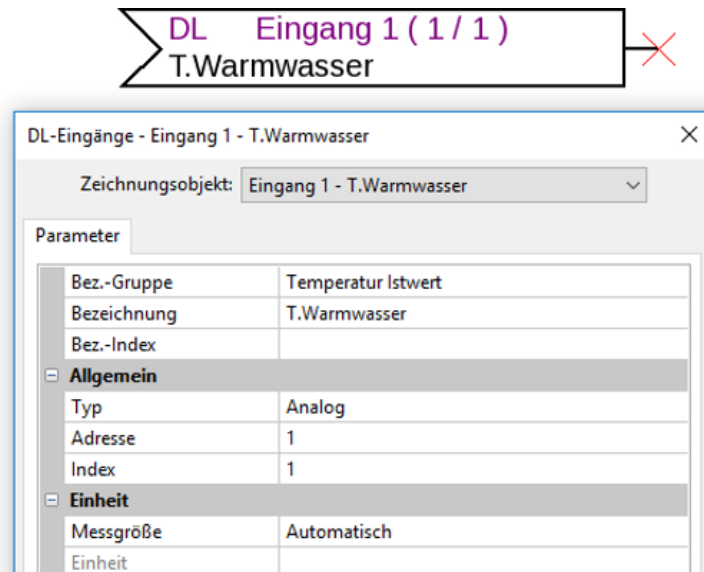 DL Eingang 1 ( 1 / 1 )
T.Warmwasser
DL-Eingänge - Eingang 1 - T.Warmwasser
Zeichnungsobjekt: Eingang 1 - T.Warmwasser
Parameter
Bez.-Gruppe Temperatur Istwert
Bezeichnung T.Warmwasser
Bez.-Index
Allgemein
Typ Analog
Adresse 1
Index 1
Einheit
Messgröße Automatisch
Einheit